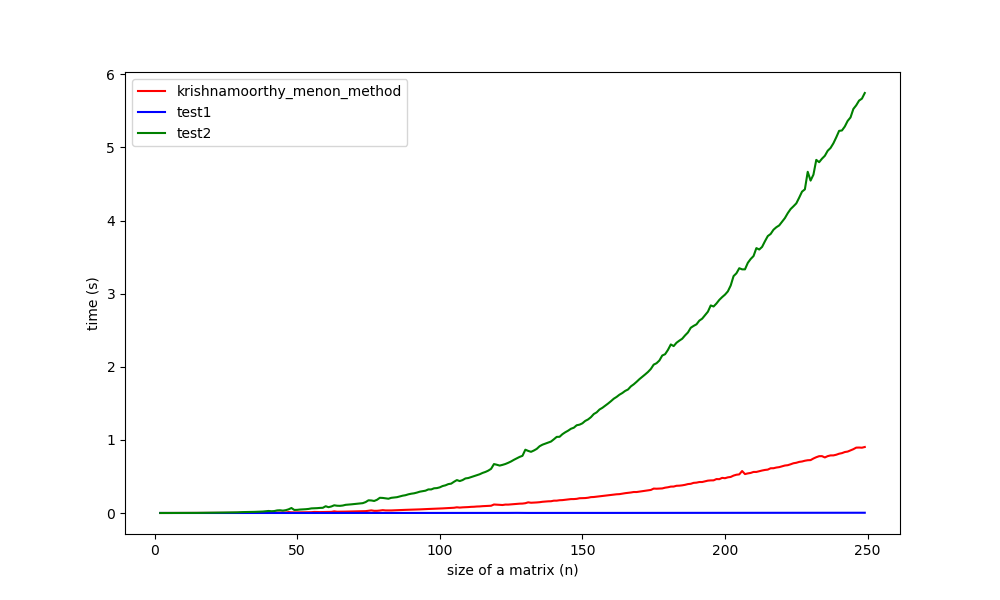 krishnamoorthy_menon_method
test1
test2
6
5
4
3
2
1
0
time (s)
0 50 100 150 200 250
size of a matrix (n)